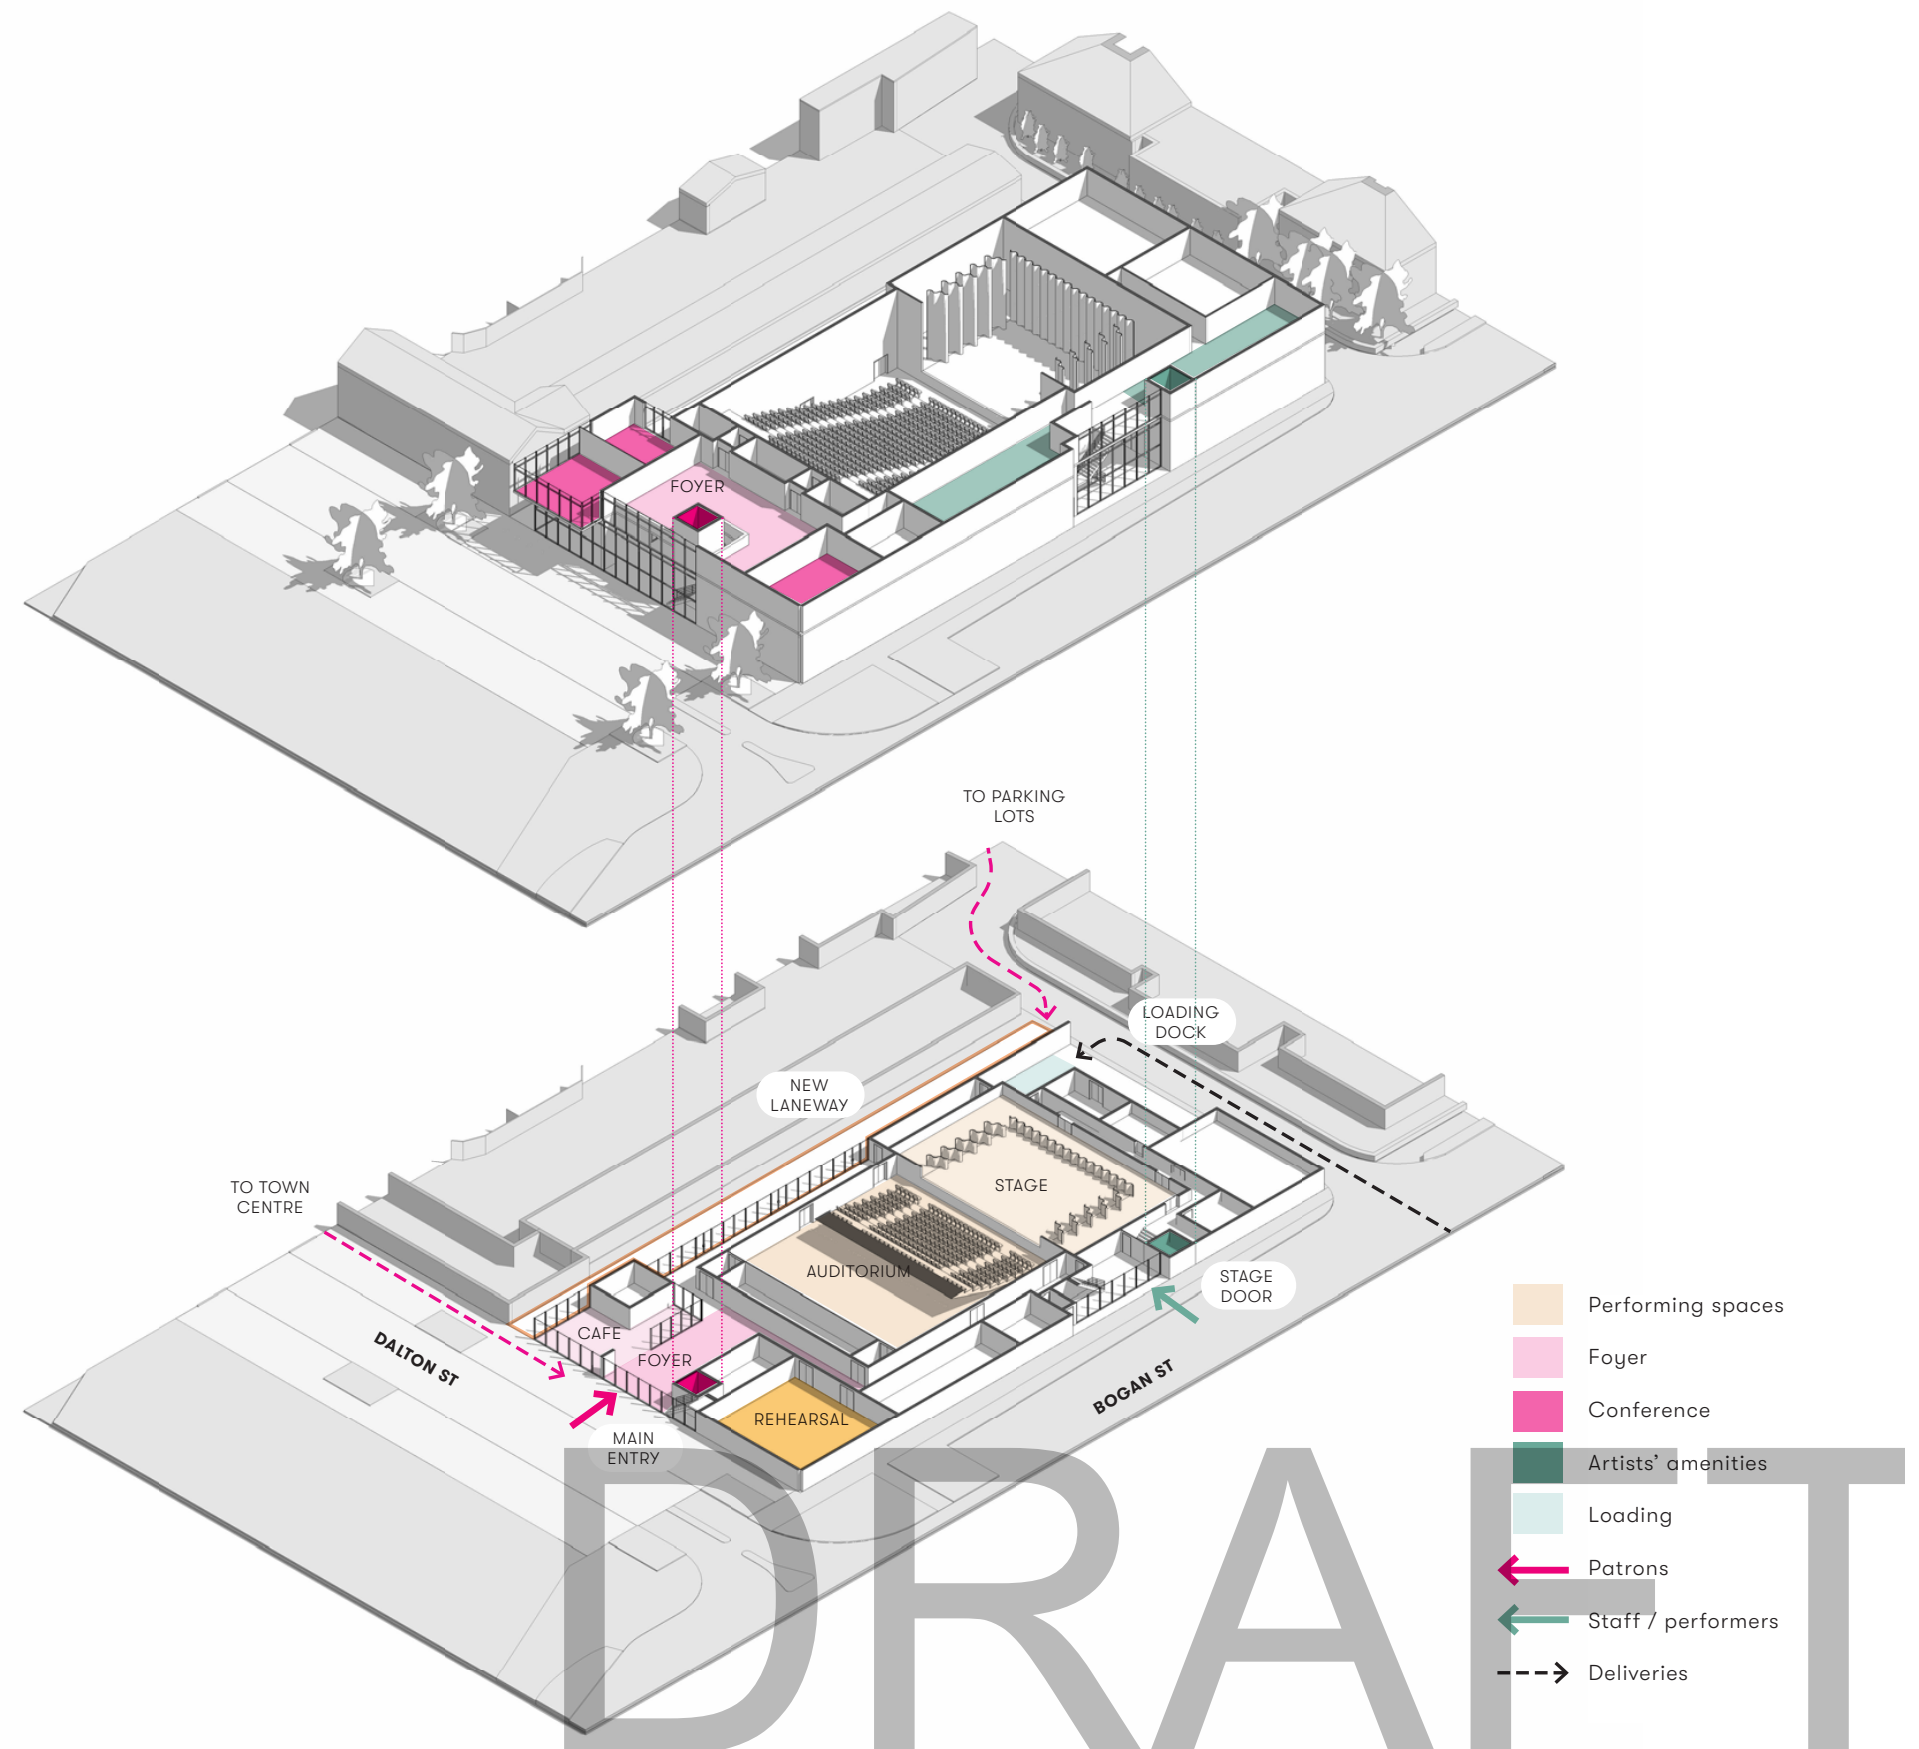 FOYER
TO PARKING
LOTS
LOADING
DOCK
NEW
LANEWAY
TO TOWN
CENTRE
STAGE
AUDITORIUM
STAGE
DOOR
CAFE
FOYER
DALTON ST
BOGAN ST
REHEARSAL
MAIN
ENTRY
Performing spaces
Foyer
Conference
Artists’ amenities
Loading
Patrons
Staff / performers
Deliveries
DRAFT